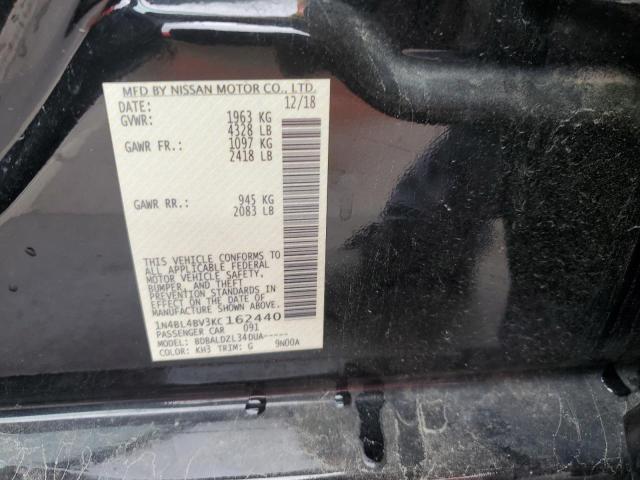 MFD BY NISSAN MOTOR CO., LTD.
DATE: 12/18
GVWR: 1963 KG
4328 LB
GAWR FR.: 1097 KG
2418 LB
GAWR RR.: 945 KG
2083 LB
THIS VEHICLE CONFORMS TO
ALL APPLICABLE FEDERAL
MOTOR VEHICLE SAFETY,
BUMPER, AND THEFT
PREVENTION STANDARDS IN
EFFECT ON THE DATE OF
MANUFACTURE SHOWN ABOVE.
1N4BL4BV3KC162440
PASSENGER CAR 091
MODEL: BDBALDZL34DUA-----
COLOR: KH3 TRIM: G 9N00A